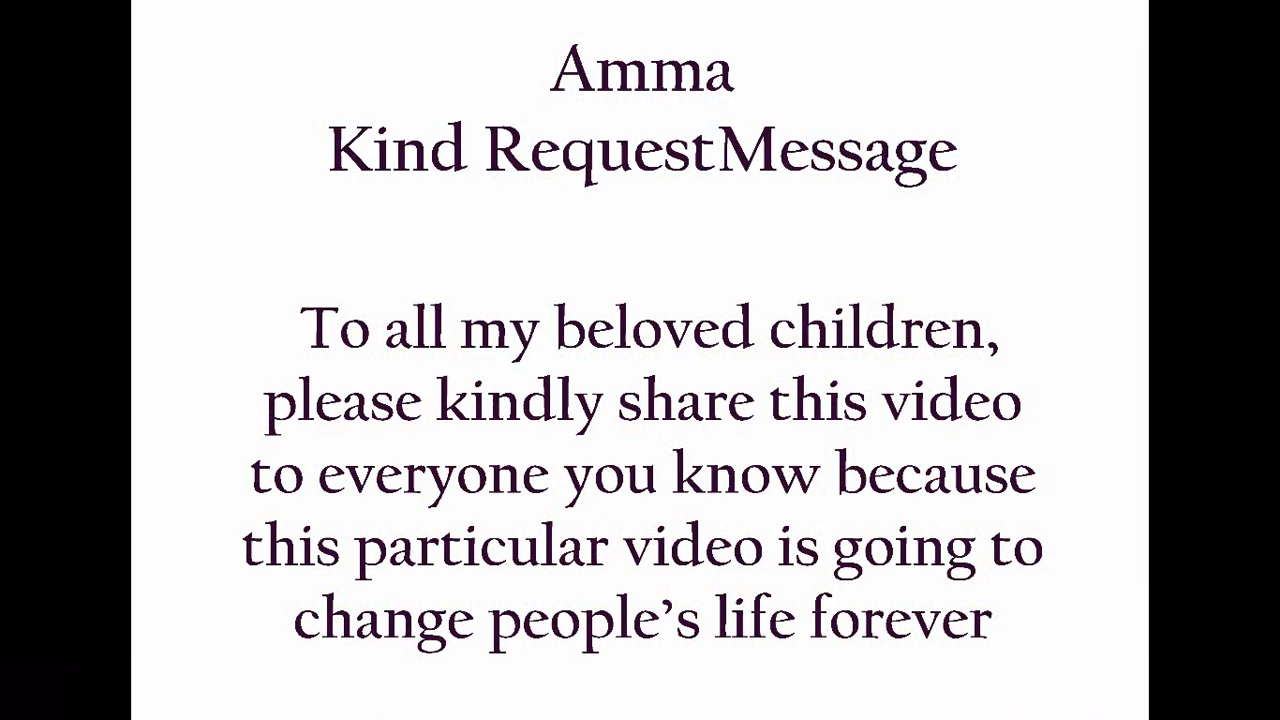 Amma
Kind RequestMessage
To all my beloved children,
please kindly share this video
to everyone you know because
this particular video is going to
change people’s life forever